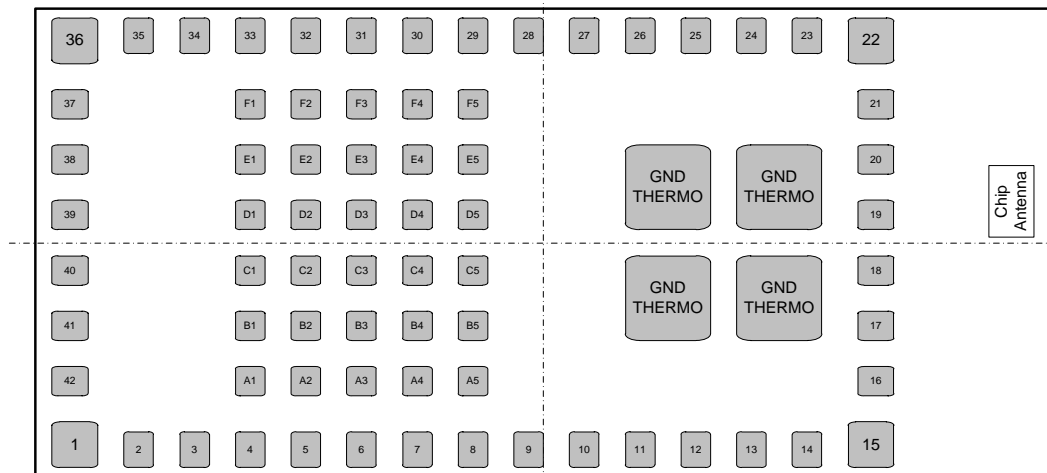 36 35 34 33 32 31 30 29 28 27 26 25 24 23 22
37 F1 F2 F3 F4 F5 21
38 E1 E2 E3 E4 E5 20
GND GND
THERMO THERMO
Chip
Antenna
39 D1 D2 D3 D4 D5 19
40 C1 C2 C3 C4 C5 18
GND GND
THERMO THERMO
41 B1 B2 B3 B4 B5 17
42 A1 A2 A3 A4 A5 16
1 2 3 4 5 6 7 8 9 10 11 12 13 14 15